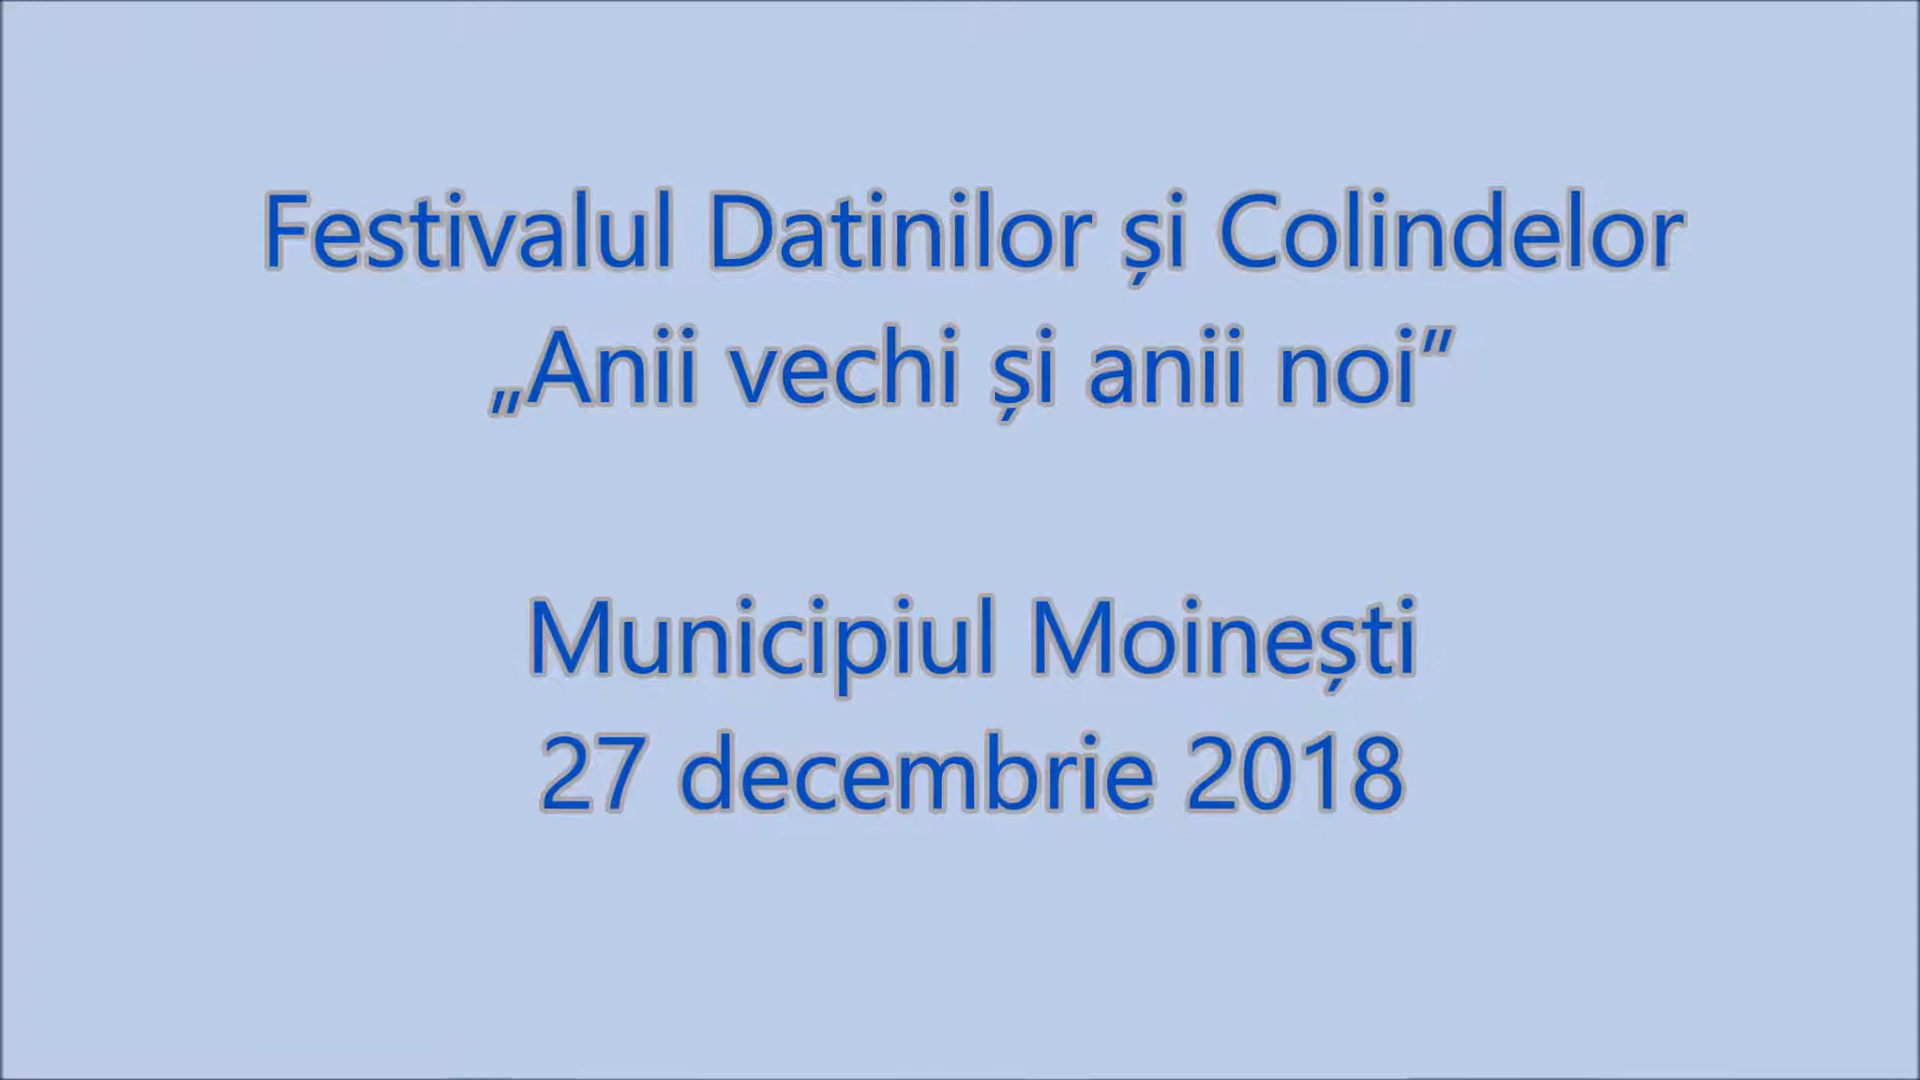 Festivalul Datinilor și Colindelor
„Anii vechi și anii noi”
Municipiul Moinești
27 decembrie 2018